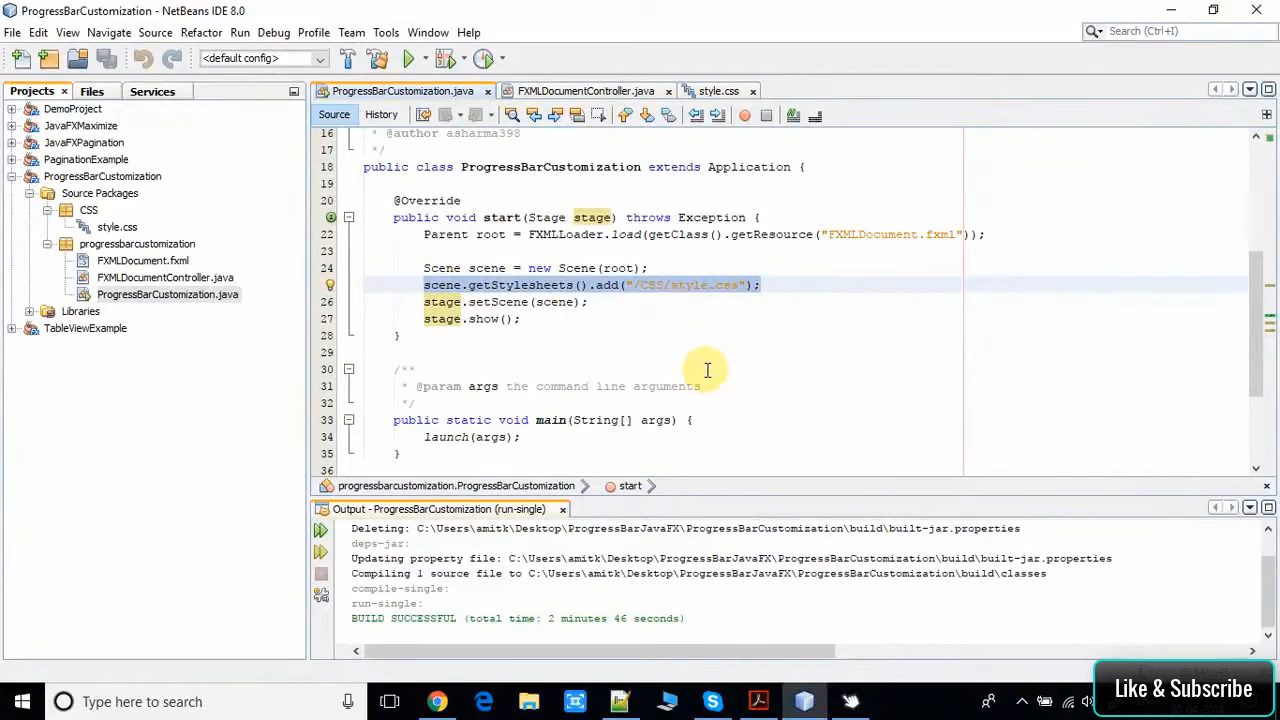 ProgressBarCustomization - NetBeans IDE 8.0
File Edit View Navigate Source Refactor Run Debug Profile Team Tools Window Help
Search (Ctrl+I)
<default config>
Projects Files Services
ProgressBarCustomization.java FXMLDocumentController.java style.css
Source History
DemoProject
JavaFXMaximize
JavaFXPagination
PaginationExample
ProgressBarCustomization
Source Packages
CSS
style.css
progressbarcustomization
FXMLDocument.fxml
FXMLDocumentController.java
ProgressBarCustomization.java
Libraries
TableViewExample
16 * @author asharma398
17 */
18 public class ProgressBarCustomization extends Application {
19
20 @Override
public void start(Stage stage) throws Exception {
22 Parent root = FXMLLoader.load(getClass().getResource("FXMLDocument.fxml"));
23
24 Scene scene = new Scene(root);
scene.getStylesheets().add("/CSS/style.css");
26 stage.setScene(scene);
27 stage.show();
28 }
29
30 /**
31 * @param args the command line arguments
32 */
33 public static void main(String[] args) {
34 launch(args);
35 }
36
progressbarcustomization.ProgressBarCustomization start
Output - ProgressBarCustomization (run-single)
Deleting: C:\Users\amitk\Desktop\ProgressBarJavaFX\ProgressBarCustomization\build\built-jar.properties
deps-jar:
Updating property file: C:\Users\amitk\Desktop\ProgressBarJavaFX\ProgressBarCustomization\build\built-jar.properties
Compiling 1 source file to C:\Users\amitk\Desktop\ProgressBarJavaFX\ProgressBarCustomization\build\classes
compile-single:
run-single:
BUILD SUCCESSFUL (total time: 2 minutes 46 seconds)
Like & Subscribe
Type here to search